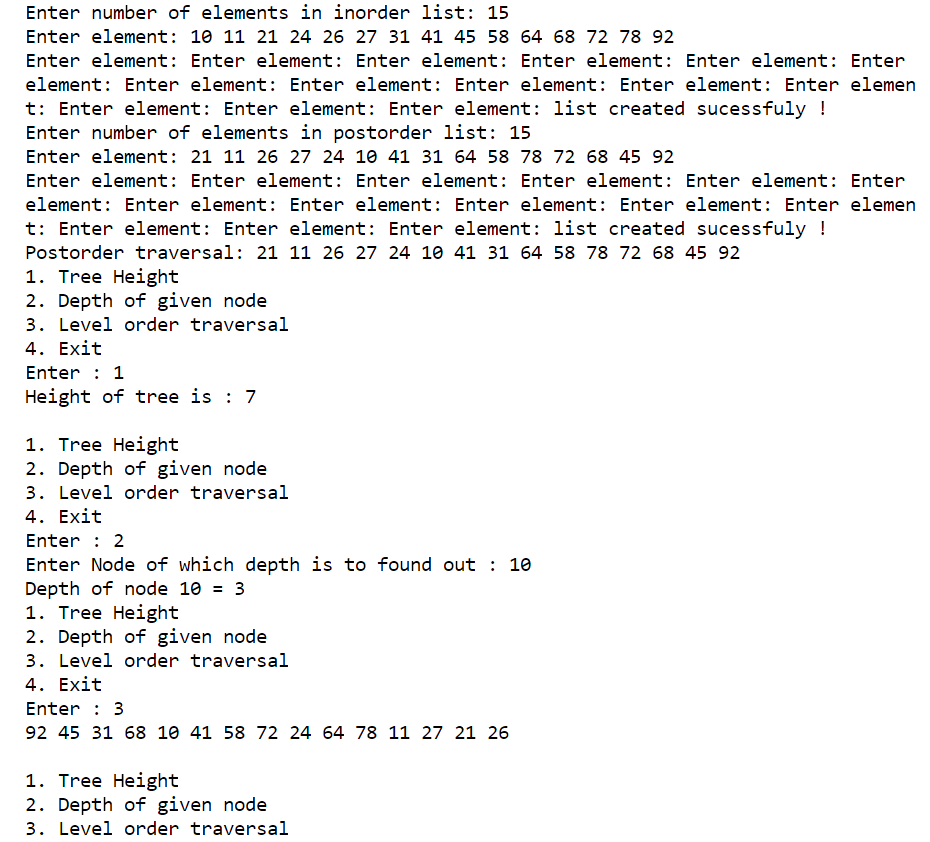 Enter number of elements in inorder list: 15
Enter element: 10 11 21 24 26 27 31 41 45 58 64 68 72 78 92
Enter element: Enter element: Enter element: Enter element: Enter element: Enter
element: Enter element: Enter element: Enter element: Enter element: Enter elemen
t: Enter element: Enter element: Enter element: list created sucessfuly !
Enter number of elements in postorder list: 15
Enter element: 21 11 26 27 24 10 41 31 64 58 78 72 68 45 92
Enter element: Enter element: Enter element: Enter element: Enter element: Enter
element: Enter element: Enter element: Enter element: Enter element: Enter elemen
t: Enter element: Enter element: Enter element: list created sucessfuly !
Postorder traversal: 21 11 26 27 24 10 41 31 64 58 78 72 68 45 92
1. Tree Height
2. Depth of given node
3. Level order traversal
4. Exit
Enter : 1
Height of tree is : 7

1. Tree Height
2. Depth of given node
3. Level order traversal
4. Exit
Enter : 2
Enter Node of which depth is to found out : 10
Depth of node 10 = 3
1. Tree Height
2. Depth of given node
3. Level order traversal
4. Exit
Enter : 3
92 45 31 68 10 41 58 72 24 64 78 11 27 21 26

1. Tree Height
2. Depth of given node
3. Level order traversal